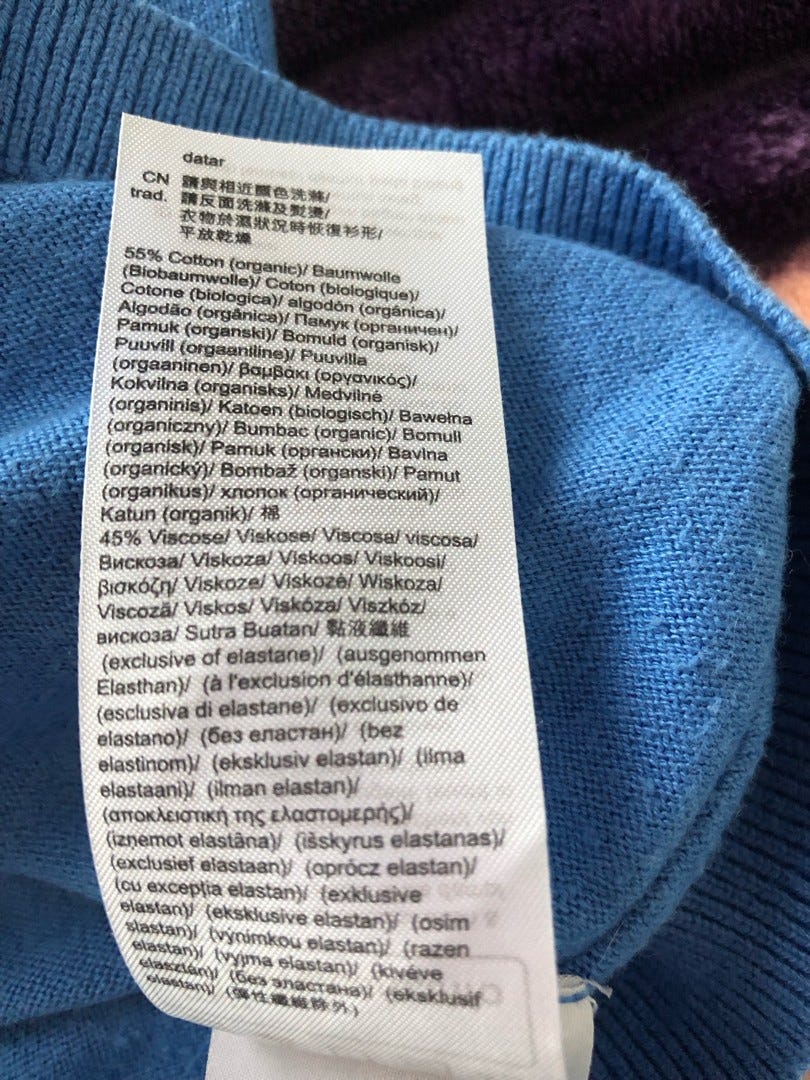 datar
CN 請與相近顏色洗滌/
trad. 請反面洗滌及熨燙/
衣物於濕狀況時恢復衫形/
平放乾燥
55% Cotton (organic)/ Baumwolle
(Biobaumwolle)/ Coton (biologique)/
Cotone (biologica)/ algodón (orgánica)/
Algodão (orgânica)/ Памук (органичен)/
Pamuk (organski)/ Bomuld (organisk)/
Puuvill (orgaaniline)/ Puuvilla
(orgaaninen)/ βαμβάκι (οργανικός)/
Kokvilna (organisks)/ Medvilnė
(organinis)/ Katoen (biologisch)/ Bawełna
(organiczny)/ Bumbac (organic)/ Bomull
(organisk)/ Pamuk (органски)/ Bavlna
(organický)/ Bombaž (organski)/ Pamut
(organikus)/ хлопок (органический)/
Katun (organik)/ 棉
45% Viscose/ Viskose/ Viscosa/ viscosa/
Вискоза/ Viskoza/ Viskoos/ Viskoosi/
βισκόζη/ Viskoze/ Viskozė/ Wiskoza/
Viscoză/ Viskos/ Viskóza/ Viszkóz/
вискоза/ Sutra Buatan/ 黏液纖維
(exclusive of elastane)/ (ausgenommen
Elasthan)/ (à l'exclusion d'élasthanne)/
(esclusiva di elastane)/ (exclusivo de
elastano)/ (без еластан)/ (bez
elastinom)/ (eksklusiv elastan)/ (ilma
elastaani)/ (ilman elastan)/
(αποκλειστική της ελαστομερής)/
(izņemot elastāna)/ (išskyrus elastanas)/
(exclusief elastaan)/ (oprócz elastan)/
(cu excepţia elastan)/ (exklusive
elastan)/ (eksklusive elastan)/ (osim
elastan)/ (výnimkou elastan)/ (razen
elastan)/ (vyjma elastan)/ (kivéve
elasztán)/ (без эластана)/ (eksklusif
elastan)/ (彈性纖維除外)